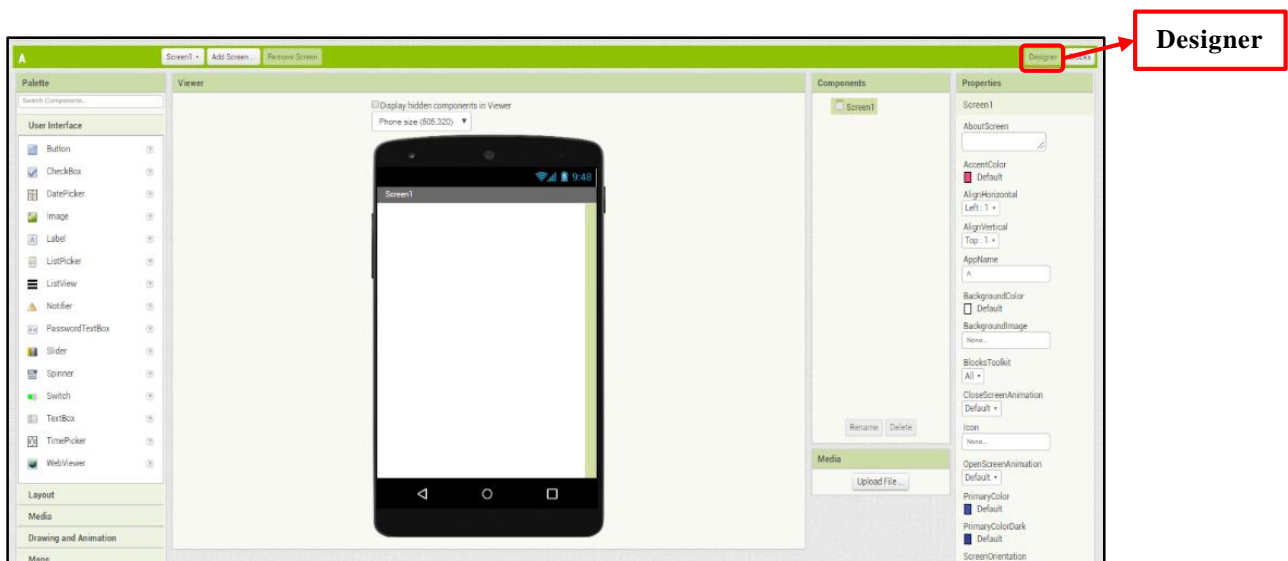 Designer
A
Screen1
Add Screen ...
Remove Screen
Designer
Palette
Search Components...
User Interface
Button
CheckBox
DatePicker
Image
Label
ListPicker
ListView
Notifier
PasswordTextBox
Slider
Spinner
Switch
TextBox
TimePicker
WebViewer
Layout
Media
Drawing and Animation
Maps
Viewer
Display hidden components in Viewer
Phone size (505,320)
9:48
Screen1
Components
Screen1
Rename Delete
Media
Upload File ...
Properties
Screen1
AboutScreen
AccentColor
Default
AlignHorizontal
Left : 1
AlignVertical
Top : 1
AppName
A
BackgroundColor
Default
BackgroundImage
None...
BlocksToolkit
All
CloseScreenAnimation
Default
Icon
None...
OpenScreenAnimation
Default
PrimaryColor
Default
PrimaryColorDark
Default
ScreenOrientation